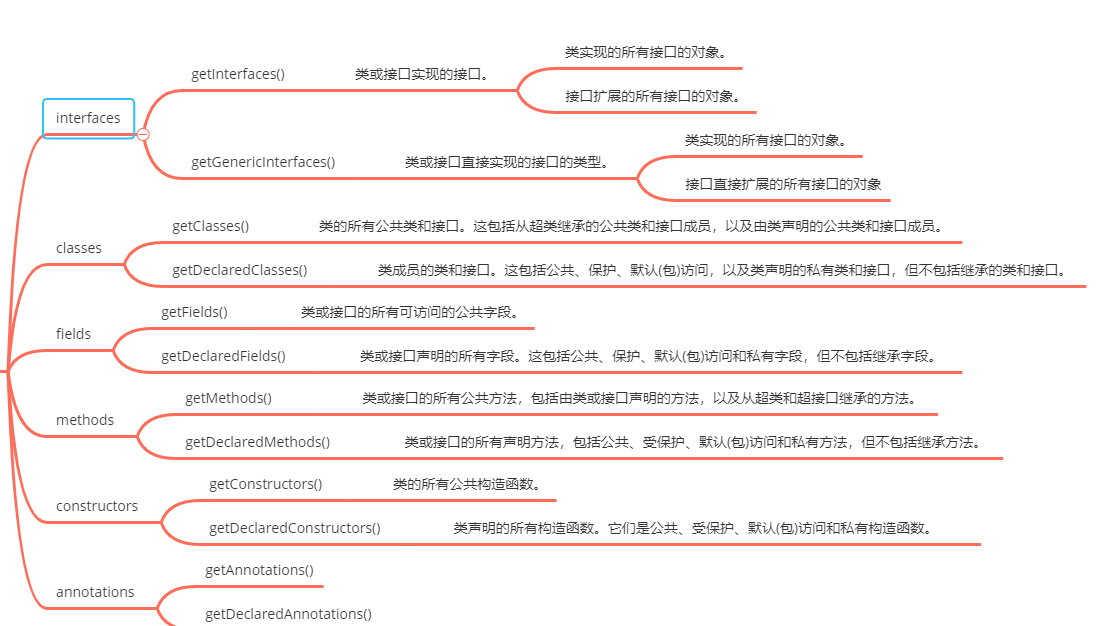 interfaces
getInterfaces()
类或接口实现的接口。
类实现的所有接口的对象。
接口扩展的所有接口的对象。
getGenericInterfaces()
类或接口直接实现的接口的类型。
类实现的所有接口的对象。
接口直接扩展的所有接口的对象
classes
getClasses()
类的所有公共类和接口。这包括从超类继承的公共类和接口成员，以及由类声明的公共类和接口成员。
getDeclaredClasses()
类成员的类和接口。这包括公共、保护、默认(包)访问，以及类声明的私有类和接口，但不包括继承的类和接口。
fields
getFields()
类或接口的所有可访问的公共字段。
getDeclaredFields()
类或接口声明的所有字段。这包括公共、保护、默认(包)访问和私有字段，但不包括继承字段。
methods
getMethods()
类或接口的所有公共方法，包括由类或接口声明的方法，以及从超类和超接口继承的方法。
getDeclaredMethods()
类或接口的所有声明方法，包括公共、受保护、默认(包)访问和私有方法，但不包括继承方法。
constructors
getConstructors()
类的所有公共构造函数。
getDeclaredConstructors()
类声明的所有构造函数。它们是公共、受保护、默认(包)访问和私有构造函数。
annotations
getAnnotations()
getDeclaredAnnotations()